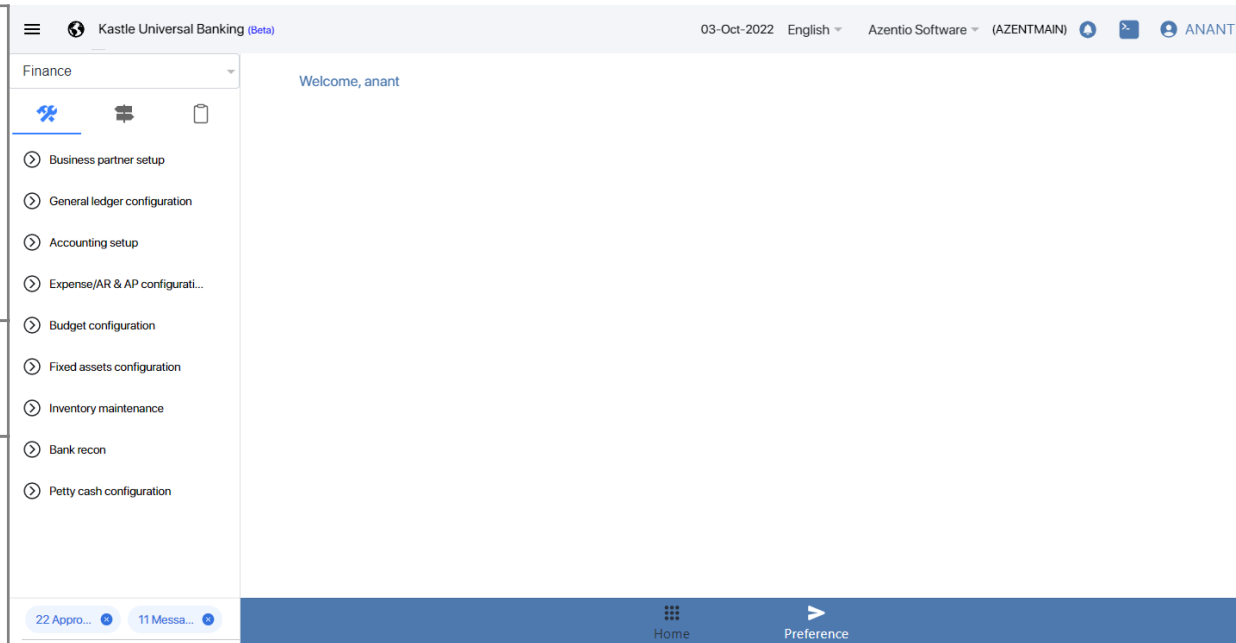 Kastle Universal Banking (Beta) 03-Oct-2022 English Azentio Software (AZENTMAIN) ANANT
Finance
Welcome, anant
Business partner setup
General ledger configuration
Accounting setup
Expense/AR & AP configurati...
Budget configuration
Fixed assets configuration
Inventory maintenance
Bank recon
Petty cash configuration
22 Appro... 11 Messa...
Home Preference